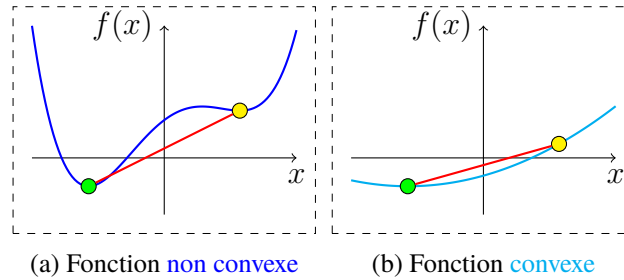 f(x)
x
f(x)
x
(a) Fonction non convexe
(b) Fonction convexe